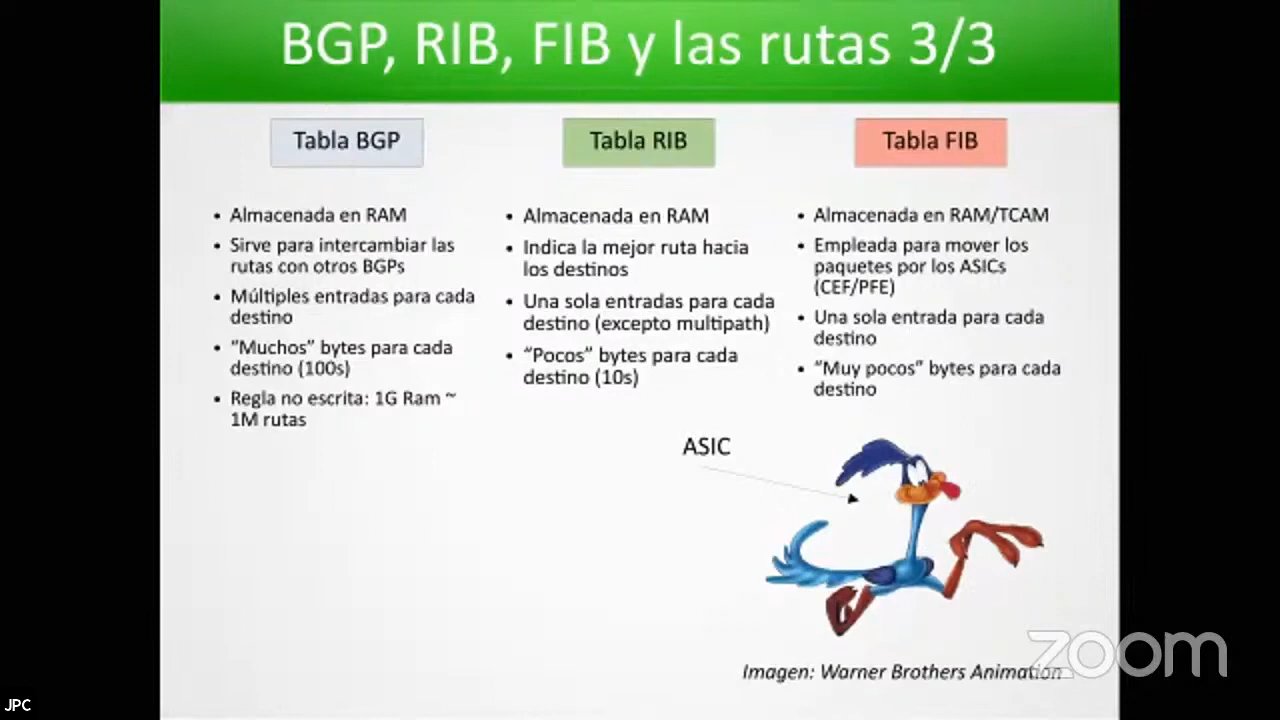 BGP, RIB, FIB y las rutas 3/3
Tabla BGP
• Almacenada en RAM
• Sirve para intercambiar las
rutas con otros BGPs
• Múltiples entradas para cada
destino
• “Muchos” bytes para cada
destino (100s)
• Regla no escrita: 1G Ram ~
1M rutas
Tabla RIB
• Almacenada en RAM
• Indica la mejor ruta hacia
los destinos
• Una sola entradas para cada
destino (excepto multipath)
• “Pocos” bytes para cada
destino (10s)
Tabla FIB
• Almacenada en RAM/TCAM
• Empleada para mover los
paquetes por los ASICs
(CEF/PFE)
• Una sola entrada para cada
destino
• “Muy pocos” bytes para cada
destino
ASIC
Imagen: Warner Brothers Animation
zoom
JPC